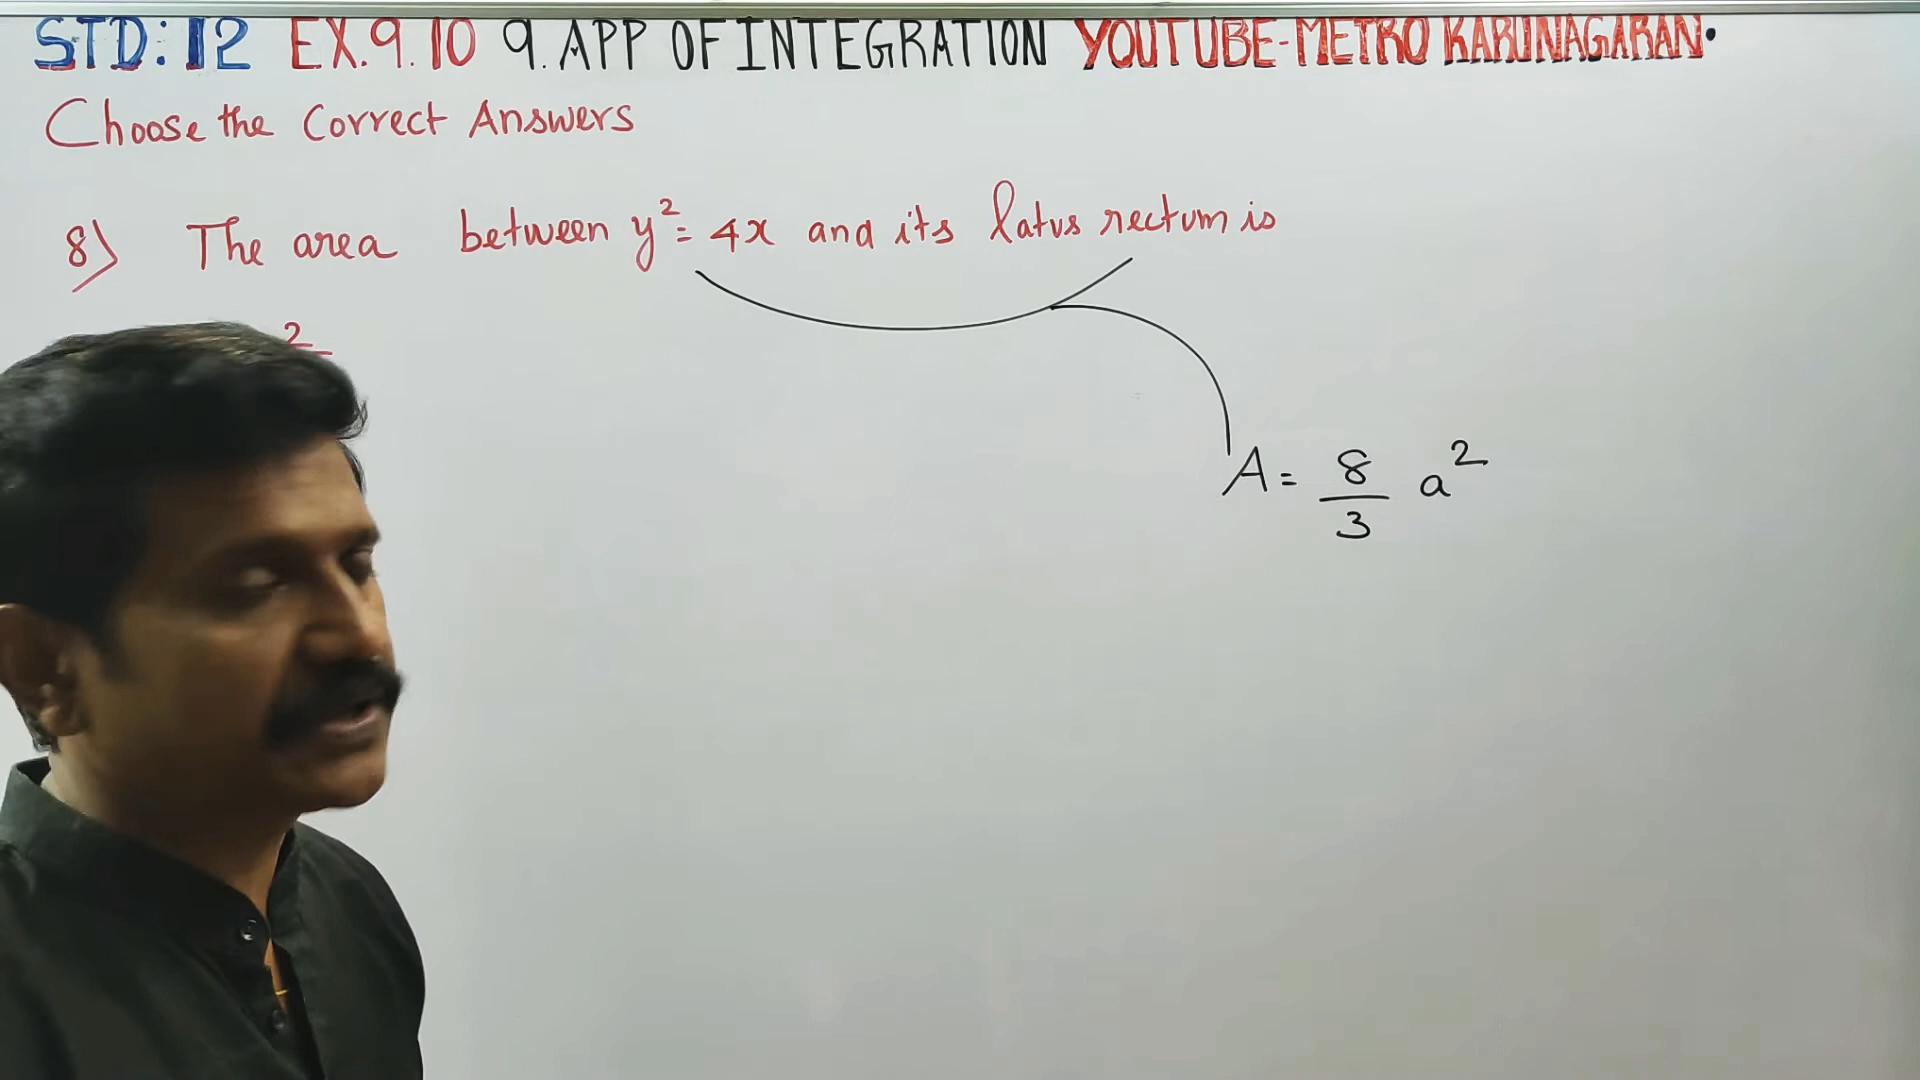 STD: 12 EX.9.10 9. APP OF INTEGRATION YOUTUBE-METRO KARUNAGARAN.
Choose the Correct Answers
8) The area between y² = 4x and its latus rectum is
2
A = 8/3 a²